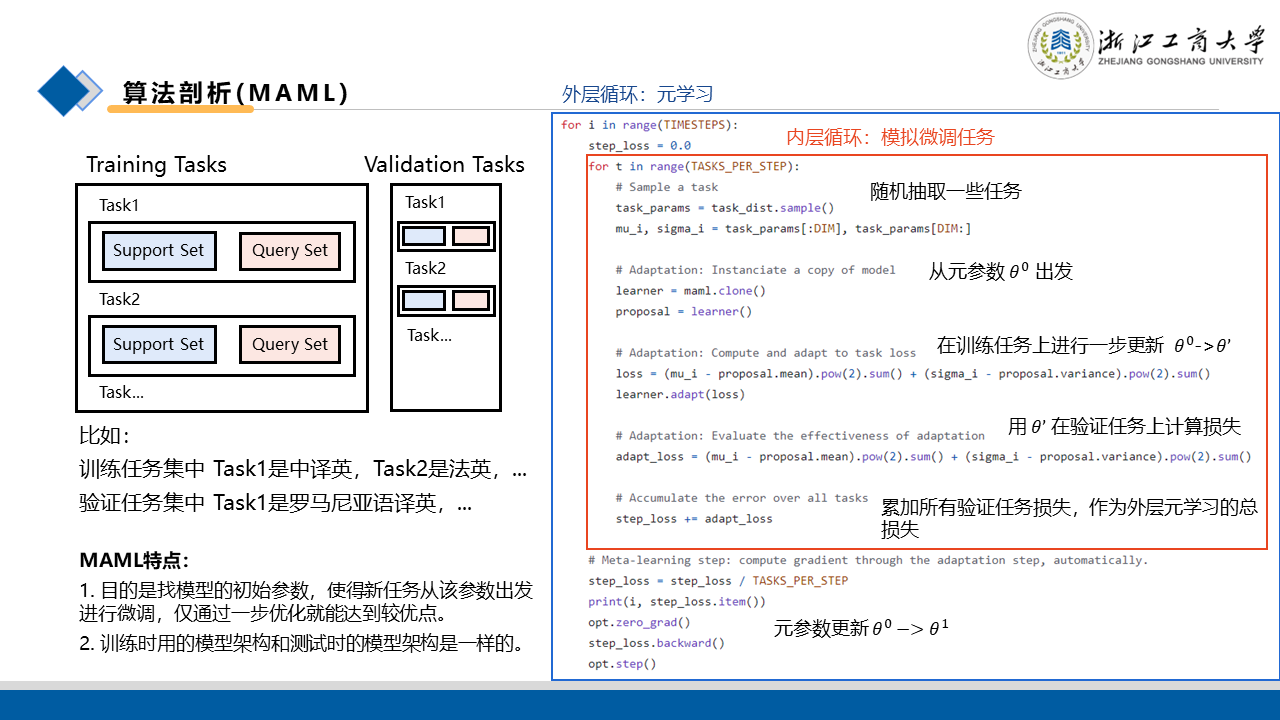 浙江工商大学
ZHEJIANG GONGSHANG UNIVERSITY
算法剖析(MAML)
Training Tasks
Validation Tasks
Task1
Support Set
Query Set
Task2
Support Set
Query Set
Task...
Task1
Task2
Task...
比如：
训练任务集中 Task1是中译英，Task2是法英，...
验证任务集中 Task1是罗马尼亚语译英，...
MAML特点：
1. 目的是找模型的初始参数，使得新任务从该参数出发
进行微调，仅通过一步优化就能达到较优点。
2. 训练时用的模型架构和测试时的模型架构是一样的。
外层循环：元学习
for i in range(TIMESTEPS):
内层循环：模拟微调任务
step_loss = 0.0
for t in range(TASKS_PER_STEP):
# Sample a task
随机抽取一些任务
task_params = task_dist.sample()
mu_i, sigma_i = task_params[:DIM], task_params[DIM:]
# Adaptation: Instanciate a copy of model
从元参数 θ⁰ 出发
learner = maml.clone()
proposal = learner()
# Adaptation: Compute and adapt to task loss
在训练任务上进行一步更新 θ⁰->θ’
loss = (mu_i - proposal.mean).pow(2).sum() + (sigma_i - proposal.variance).pow(2).sum()
learner.adapt(loss)
# Adaptation: Evaluate the effectiveness of adaptation
用 θ’ 在验证任务上计算损失
adapt_loss = (mu_i - proposal.mean).pow(2).sum() + (sigma_i - proposal.variance).pow(2).sum()
# Accumulate the error over all tasks
累加所有验证任务损失，作为外层元学习的总
损失
step_loss += adapt_loss
# Meta-learning step: compute gradient through the adaptation step, automatically.
step_loss = step_loss / TASKS_PER_STEP
print(i, step_loss.item())
opt.zero_grad()
元参数更新 θ⁰ –> θ¹
step_loss.backward()
opt.step()